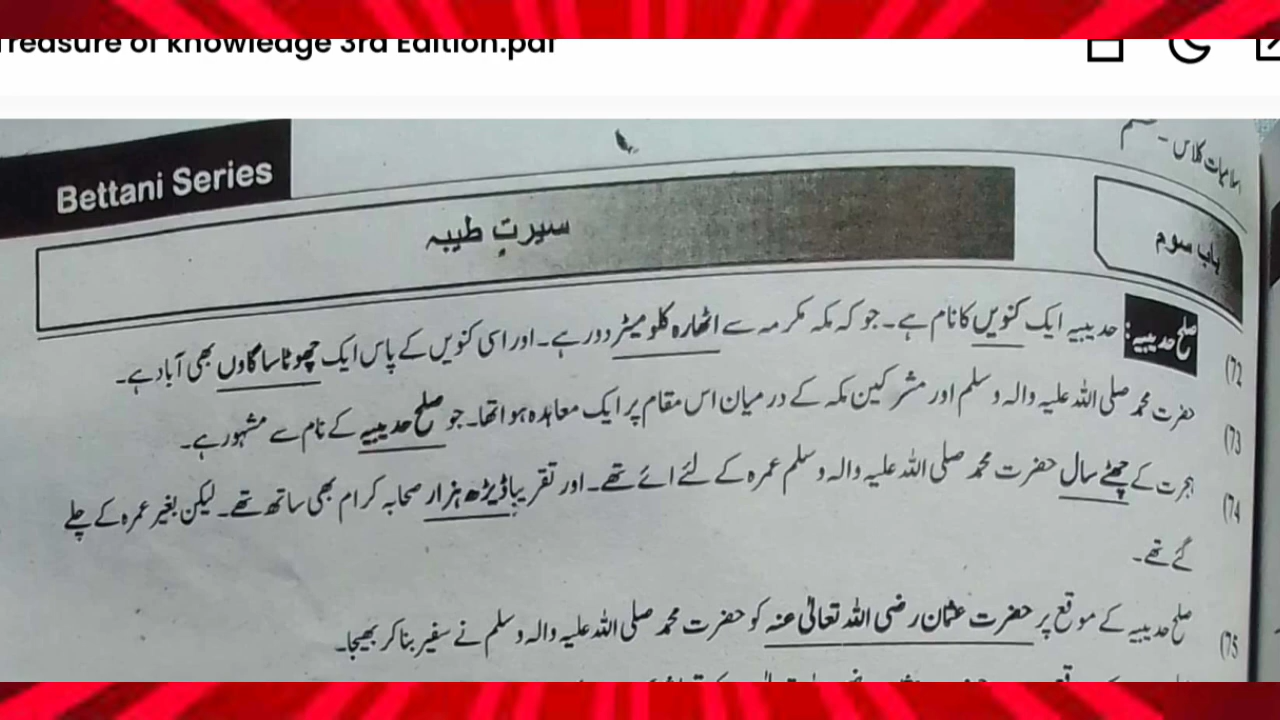 Treasure of knowledge 3rd Edition.pdf
اسلامیات کلاس -
Bettani Series
باب سوم
سیرتِ طیبہ
(72 صلح حدیبیہ: حدیبیہ ایک کنویں کا نام ہے۔ جو کہ مکہ مکرمہ سے اٹھارہ کلومیٹر دور ہے۔ اور اسی کنویں کے پاس ایک چھوٹا سا گاوں بھی آباد ہے۔
(73 حضرت محمد صلی اللہ علیہ والہ وسلم اور مشرکین مکہ کے درمیان اس مقام پر ایک معاہدہ ہوا تھا۔ جو صلح حدیبیہ کے نام سے مشہور ہے۔
(74 ہجرت کے چھٹے سال حضرت محمد صلی اللہ علیہ والہ وسلم عمرہ کے لئے ائے تھے۔ اور تقریباً ڈیڑھ ہزار صحابہ کرام بھی ساتھ تھے۔ لیکن بغیر عمرہ کے چلے
گئے تھے۔
(75 صلح حدیبیہ کے موقع پر حضرت عثمان رضی اللہ تعالیٰ عنہ کو حضرت محمد صلی اللہ علیہ والہ وسلم نے سفیر بنا کر بھیجا۔